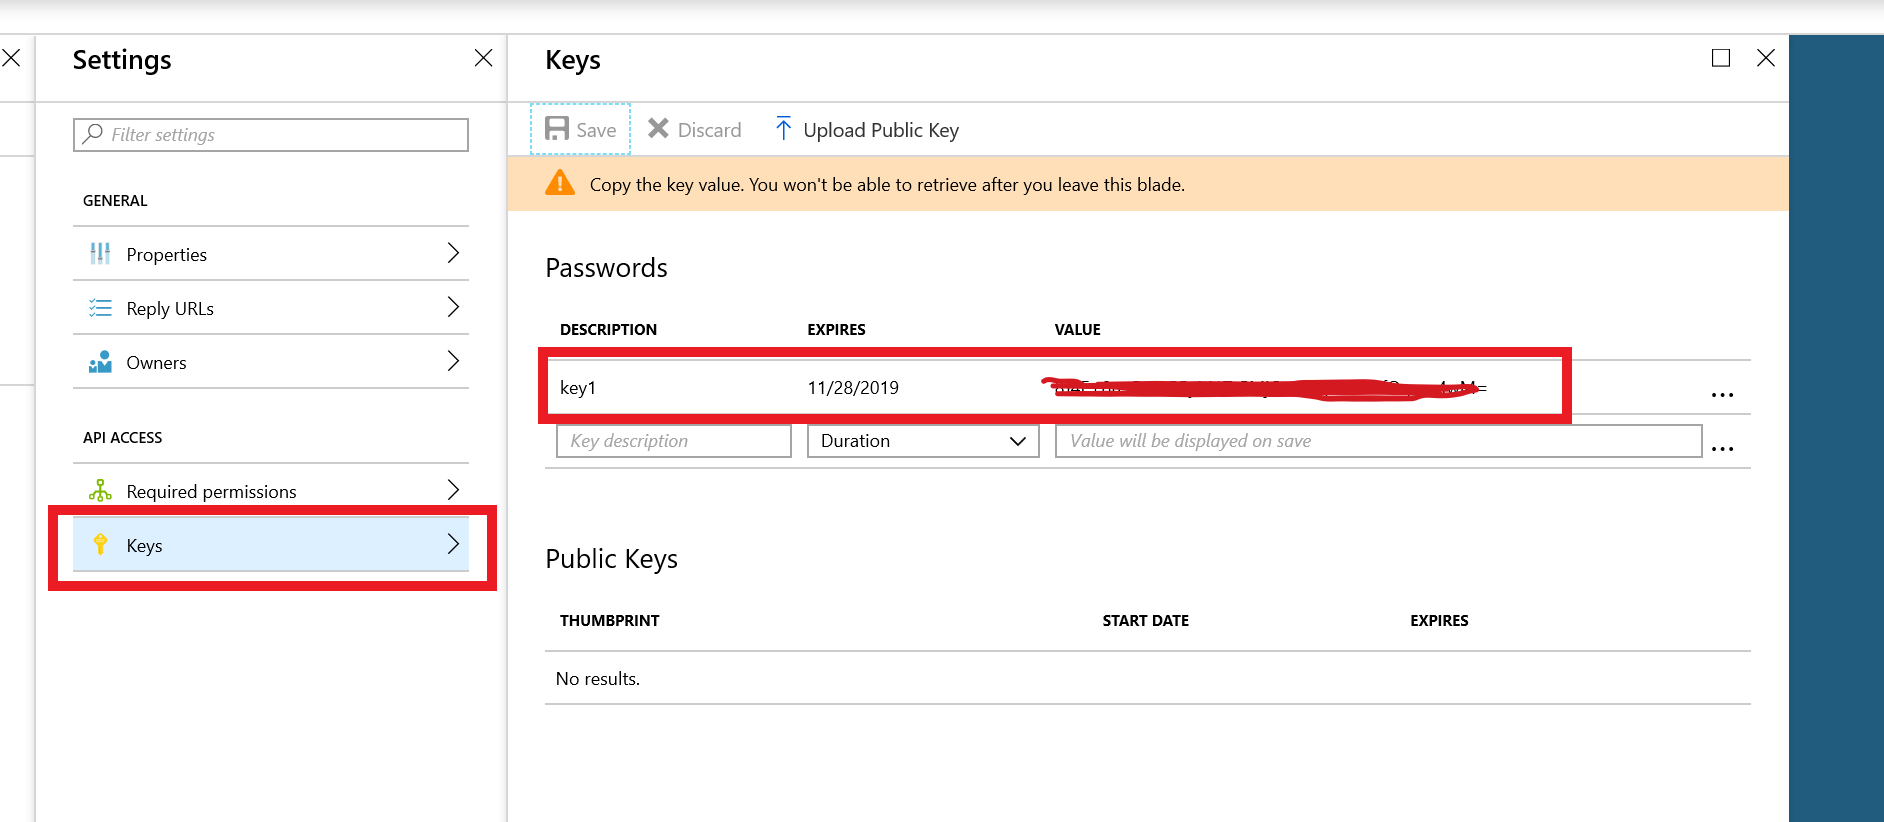 Settings
Filter settings
GENERAL
Properties
Reply URLs
Owners
API ACCESS
Required permissions
Keys
Keys
Save Discard Upload Public Key
Copy the key value. You won't be able to retrieve after you leave this blade.
Passwords
DESCRIPTION EXPIRES VALUE
key1 11/28/2019
Key description Duration Value will be displayed on save
Public Keys
THUMBPRINT START DATE EXPIRES
No results.